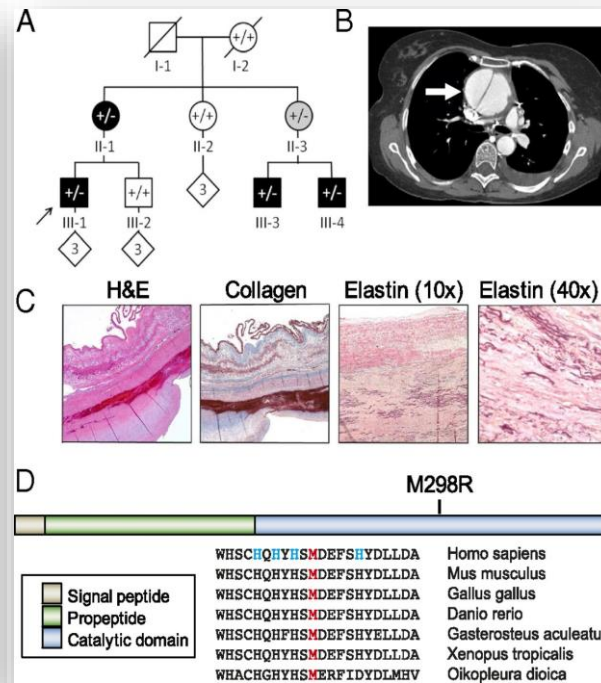 A
B
+/+
I-1
I-2
+/-
+/+
+/-
II-1
II-2
II-3
+/-
+/+
3
+/-
+/-
III-1
III-2
III-3
III-4
3
3
C
H&E
Collagen
Elastin (10x)
Elastin (40x)
D
M298R
WHSCHQHYHSMDEFSHYDLLDA Homo sapiens
WHSCHQHYHSMDEFSHYDLLDA Mus musculus
WHSCHQHYHSMDEFSHYDLLDA Gallus gallus
WHSCHQHYHSMDEFSHYDLLDA Danio rerio
WHSCHQHYHSMDEFSHYELLDA Gasterosteus aculeatu
WHSCHQHYHSMDEFSHYDLLDA Xenopus tropicalis
WHACHGHYHSMERFIDYDLMHV Oikopleura dioica
Signal peptide
Propeptide
Catalytic domain